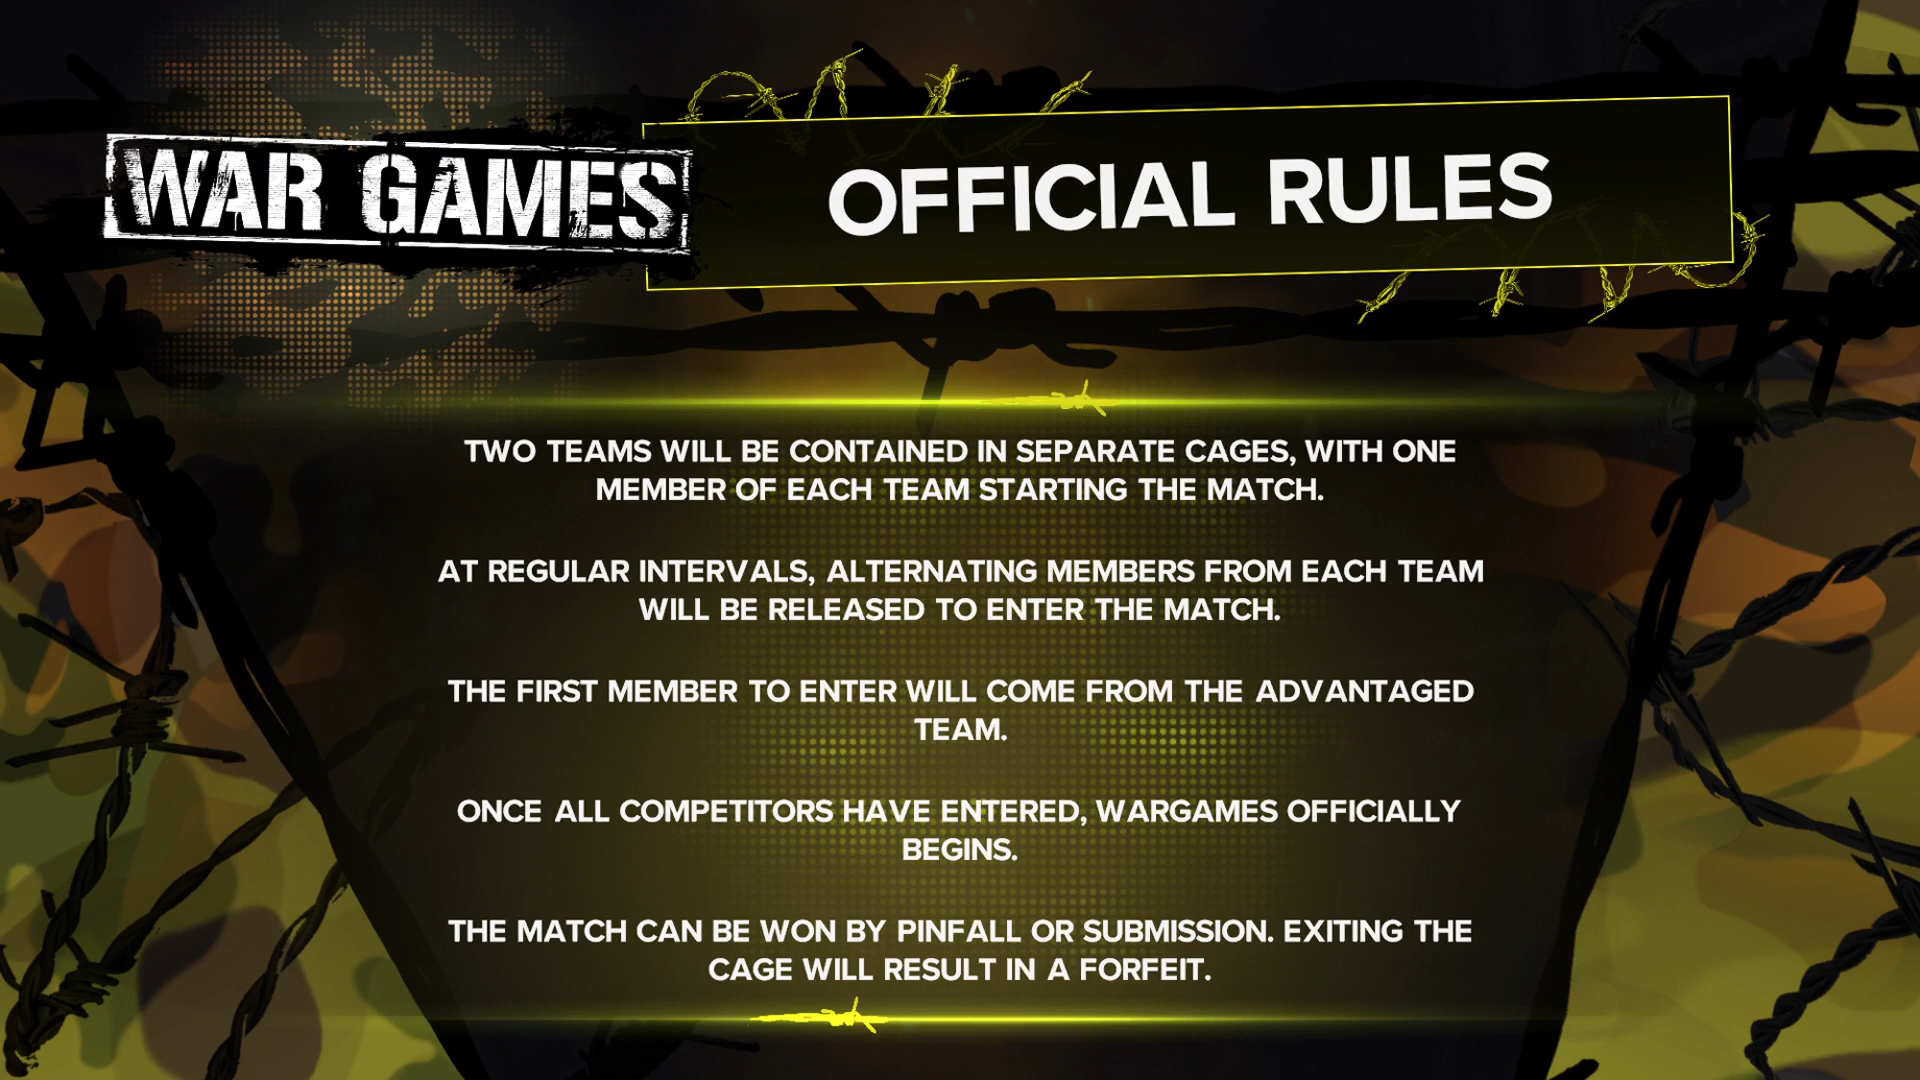 WAR GAMES
OFFICIAL RULES
TWO TEAMS WILL BE CONTAINED IN SEPARATE CAGES, WITH ONE
MEMBER OF EACH TEAM STARTING THE MATCH.
AT REGULAR INTERVALS, ALTERNATING MEMBERS FROM EACH TEAM
WILL BE RELEASED TO ENTER THE MATCH.
THE FIRST MEMBER TO ENTER WILL COME FROM THE ADVANTAGED
TEAM.
ONCE ALL COMPETITORS HAVE ENTERED, WARGAMES OFFICIALLY
BEGINS.
THE MATCH CAN BE WON BY PINFALL OR SUBMISSION. EXITING THE
CAGE WILL RESULT IN A FORFEIT.